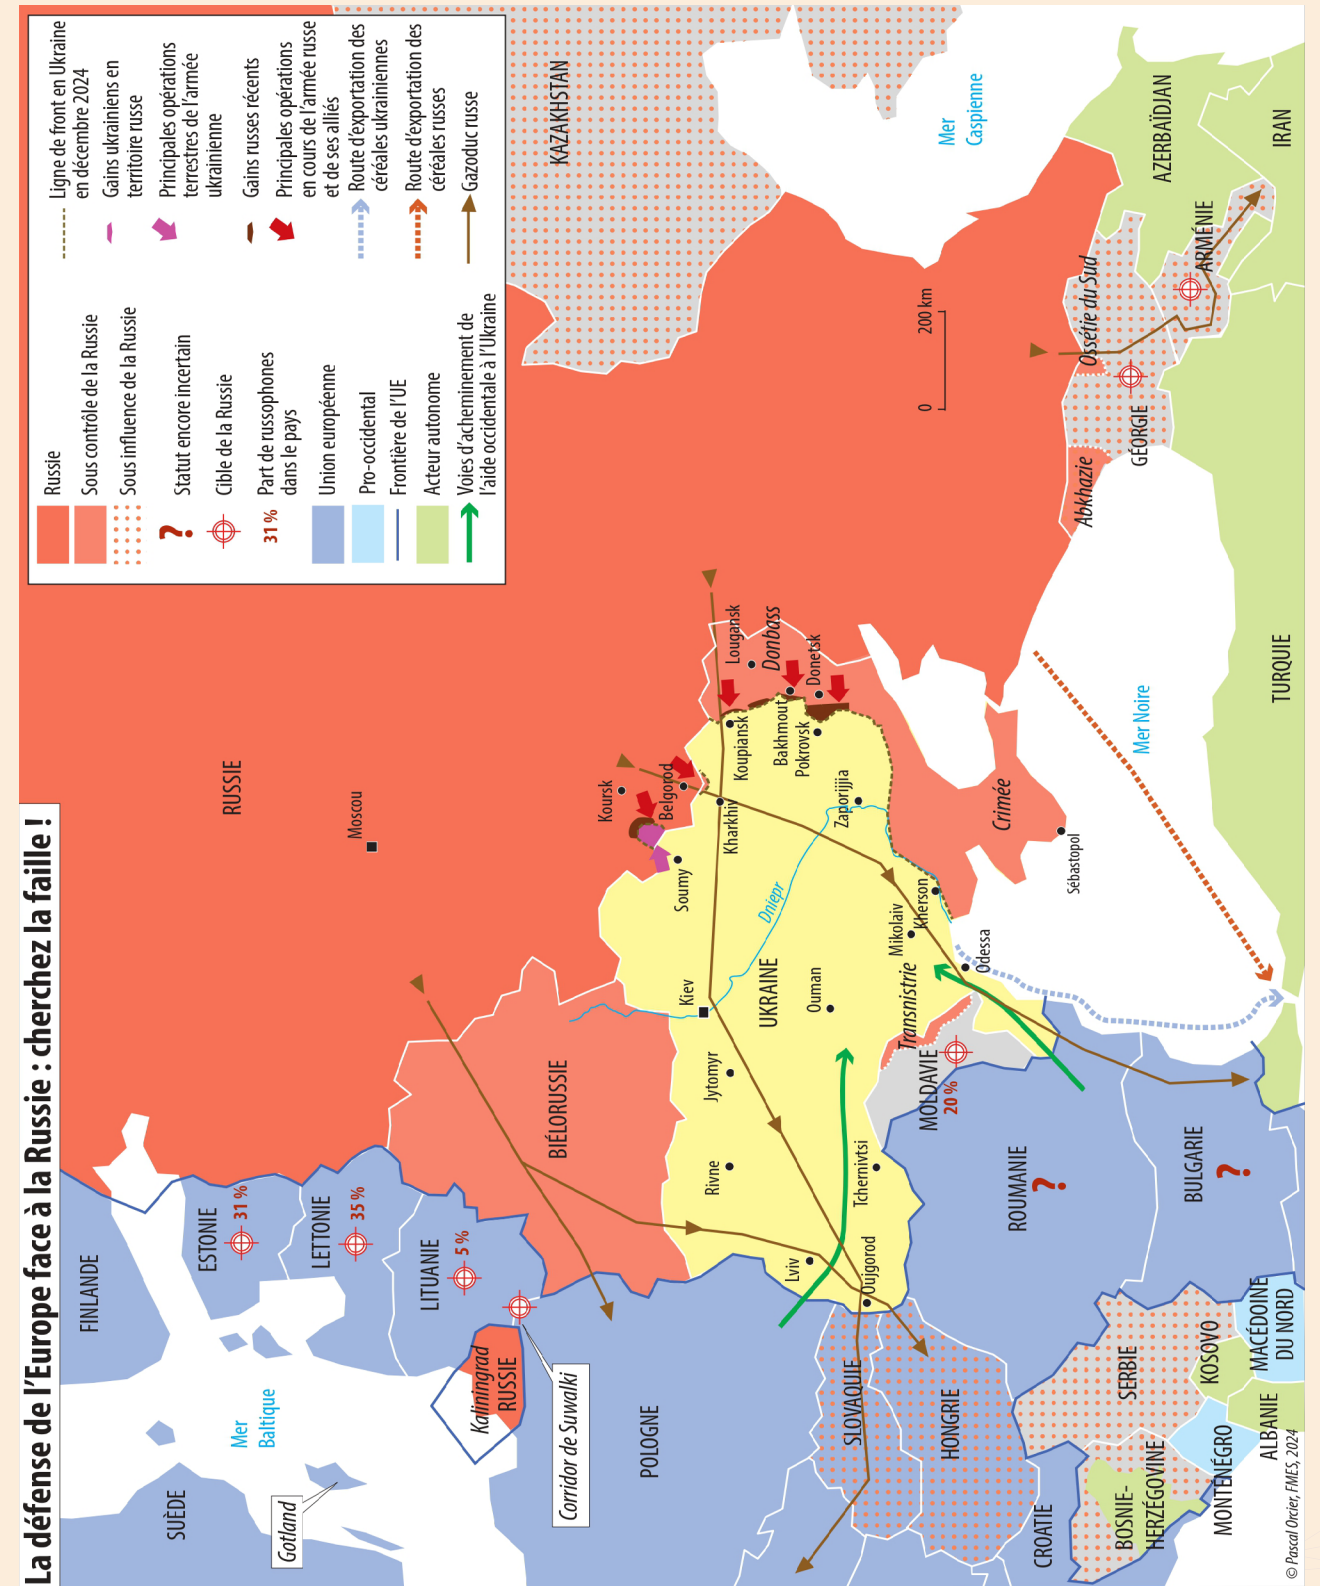 La défense de l'Europe face à la Russie : cherchez la faille !
Russie
Sous contrôle de la Russie
Sous influence de la Russie
?
Statut encore incertain
Cible de la Russie
31 %
Part de russophones
dans le pays
Union européenne
Pro-occidental
Frontière de l'UE
Acteur autonome
Voies d'acheminement de
l'aide occidentale à l'Ukraine
Ligne de front en Ukraine
en décembre 2024
Gains ukrainiens en
territoire russe
Principales opérations
terrestres de l'armée
ukrainienne
Gains russes récents
Principales opérations
en cours de l'armée russe
et de ses alliés
Route d'exportation des
céréales ukrainiennes
Route d'exportation des
céréales russes
Gazoduc russe
FINLANDE
SUÈDE
Gotland
Mer
Baltique
ESTONIE
31 %
LETTONIE
35 %
LITUANIE
5 %
Kaliningrad
RUSSIE
Corridor de Suwalki
POLOGNE
RUSSIE
Moscou
BIÉLORUSSIE
KAZAKHSTAN
Koursk
Belgorod
Soumy
Kharkhiv
Koupiansk
Lougansk
Donbass
Bakhmout
Donetsk
Pokrovsk
Zaporijjia
Dniepr
Kiev
UKRAINE
Ouman
Jytomyr
Rivne
Lviv
Tchernivtsi
Oujgorod
Mikolaiv
Kherson
Odessa
Transnistrie
MOLDAVIE
20 %
Crimée
Sébastopol
Mer Noire
SLOVAQUIE
HONGRIE
ROUMANIE
?
BULGARIE
?
CROATIE
BOSNIE-
HERZÉGOVINE
SERBIE
MONTÉNÉGRO
KOSOVO
ALBANIE
MACÉDOINE
DU NORD
TURQUIE
Abkhazie
GÉORGIE
Ossétie du Sud
ARMÉNIE
AZERBAÏDJAN
IRAN
Mer
Caspienne
0
200 km
© Pascal Orcier, FMES, 2024